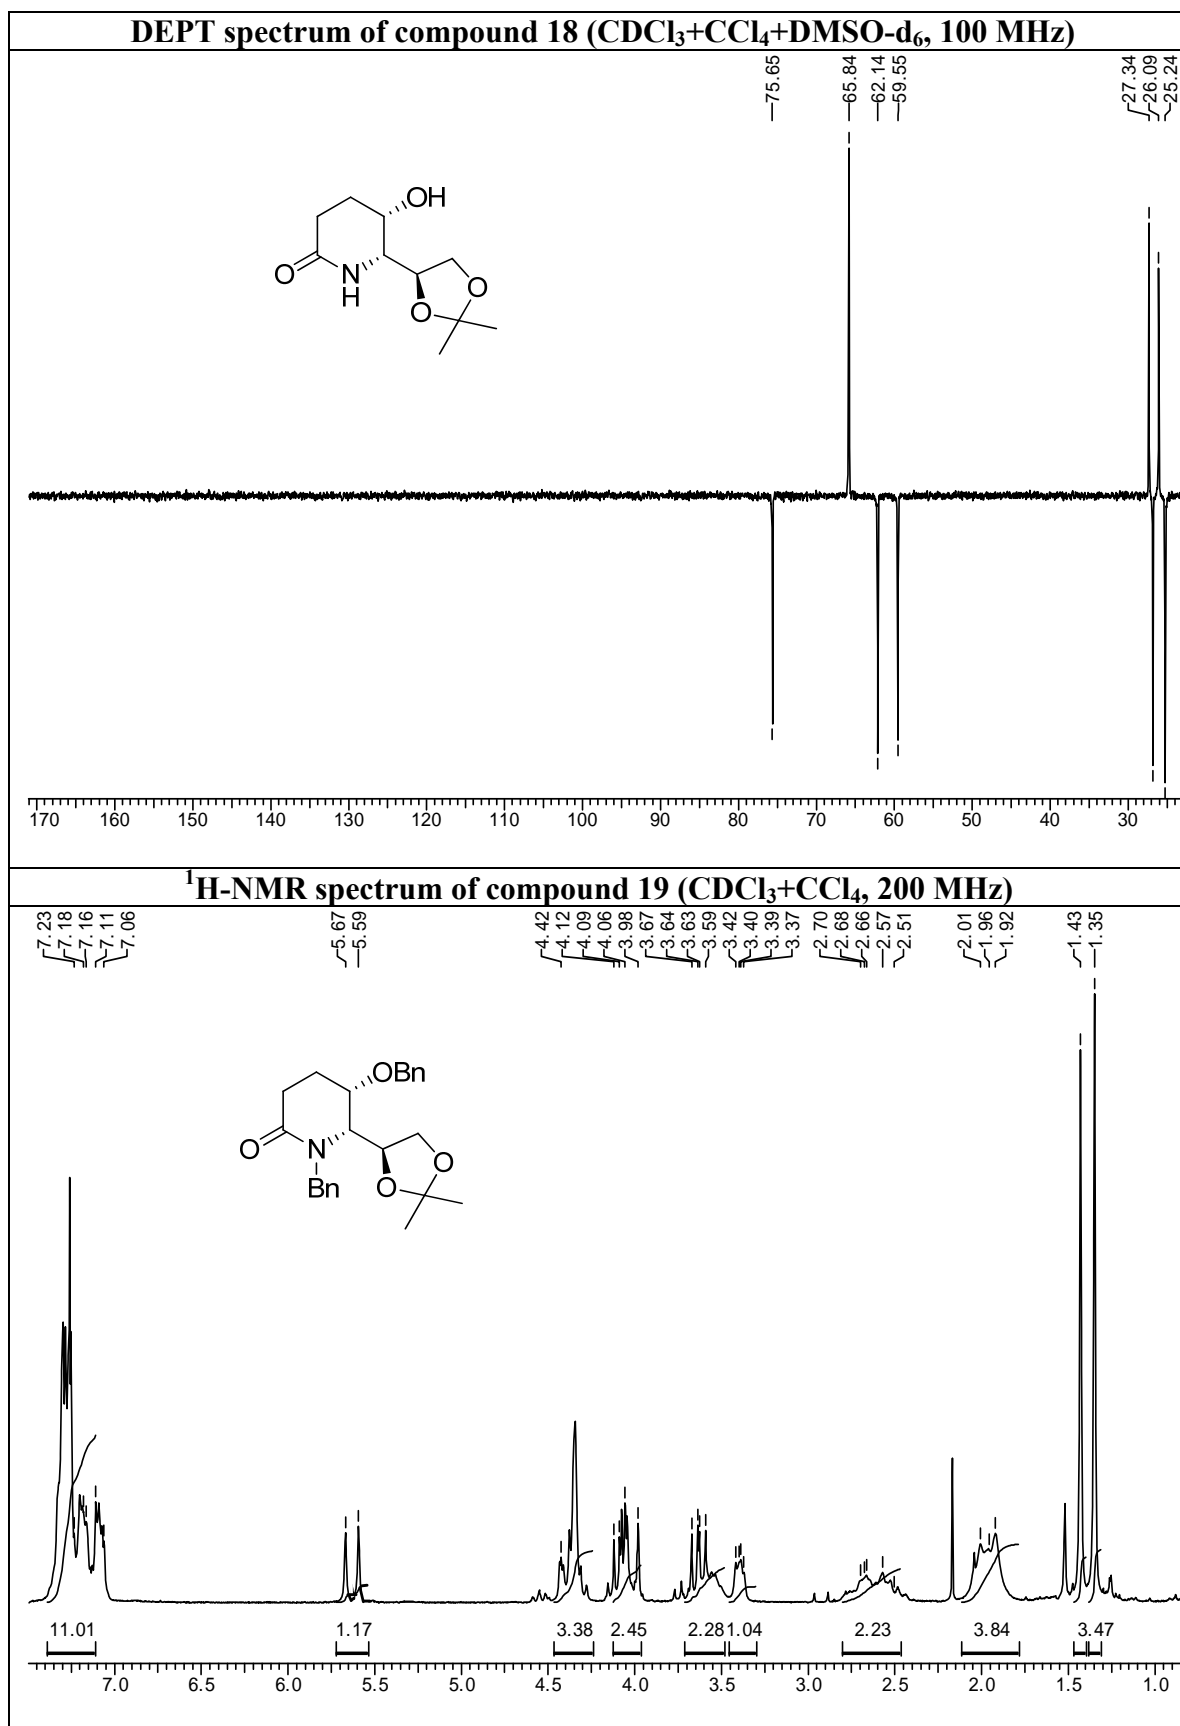 DEPT spectrum of compound 18 (CDCl₃+CCl₄+DMSO-d₆, 100 MHz)
75.65
65.84
62.14
59.55
27.34
26.09
25.24
OH
O
N
H
O
O
170 160 150 140 130 120 110 100 90 80 70 60 50 40 30
¹H-NMR spectrum of compound 19 (CDCl₃+CCl₄, 200 MHz)
7.23
7.18
7.16
7.11
7.06
5.67
5.59
4.42
4.12
4.09
4.06
3.98
3.67
3.64
3.63
3.59
3.42
3.40
3.39
3.37
2.70
2.68
2.66
2.57
2.51
2.01
1.96
1.92
1.43
1.35
OBn
O
N
Bn
O
O
11.01 1.17 3.38 2.45 2.28 1.04 2.23 3.84 3.47
7.0 6.5 6.0 5.5 5.0 4.5 4.0 3.5 3.0 2.5 2.0 1.5 1.0